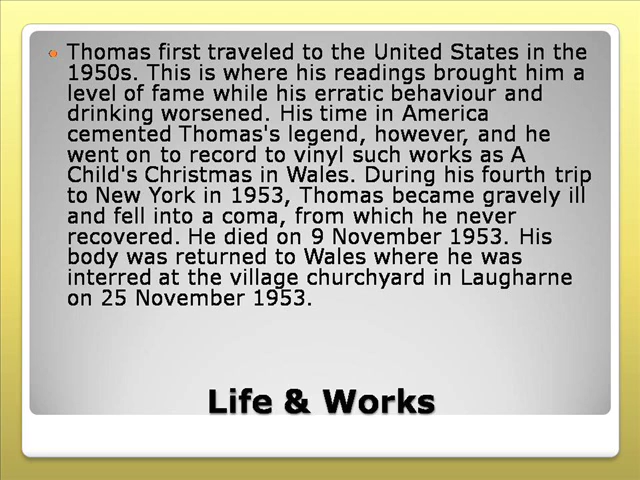 Thomas first traveled to the United States in the
1950s. This is where his readings brought him a
level of fame while his erratic behaviour and
drinking worsened. His time in America
cemented Thomas's legend, however, and he
went on to record to vinyl such works as A
Child's Christmas in Wales. During his fourth trip
to New York in 1953, Thomas became gravely ill
and fell into a coma, from which he never
recovered. He died on 9 November 1953. His
body was returned to Wales where he was
interred at the village churchyard in Laugharne
on 25 November 1953.
Life & Works